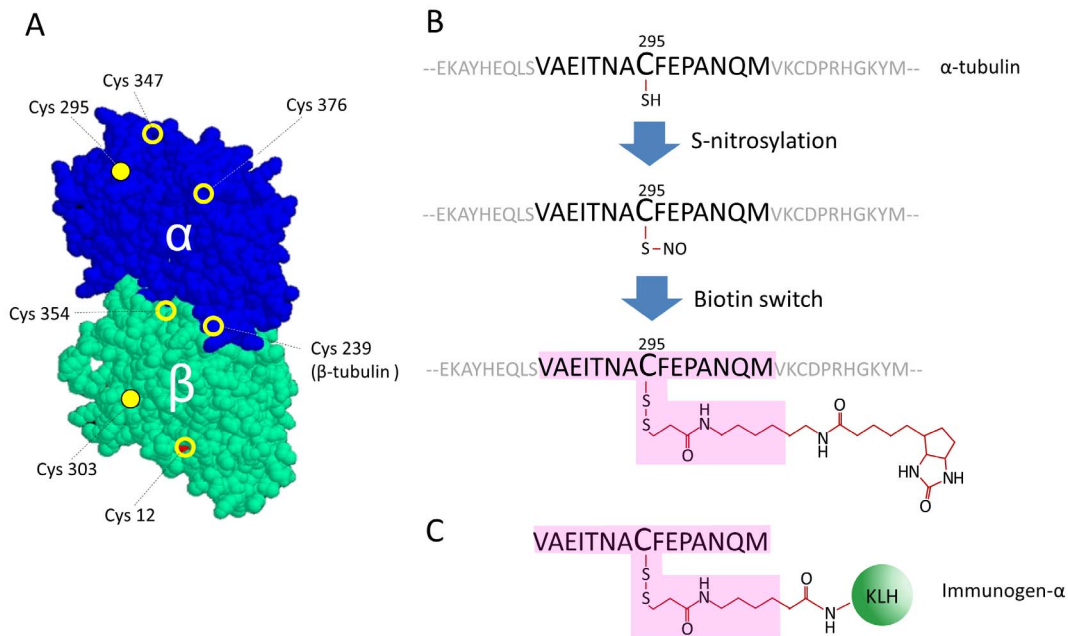 A
Cys 347
Cys 295
Cys 376
α
Cys 354
Cys 239
(β-tubulin )
β
Cys 303
Cys 12
B
295
--EKAYHEQLSVAEITNACFEPANQMVKCDPRHGKYM-- α-tubulin
SH
S-nitrosylation
295
--EKAYHEQLSVAEITNACFEPANQMVKCDPRHGKYM--
S NO
Biotin switch
295
--EKAYHEQLSVAEITNACFEPANQMVKCDPRHGKYM--
S
S
H
N
O
N
H
O
HN
NH
O
C
VAEITNACFEPANQM
S
S
H
N
O
O
N
H
KLH
Immunogen-α